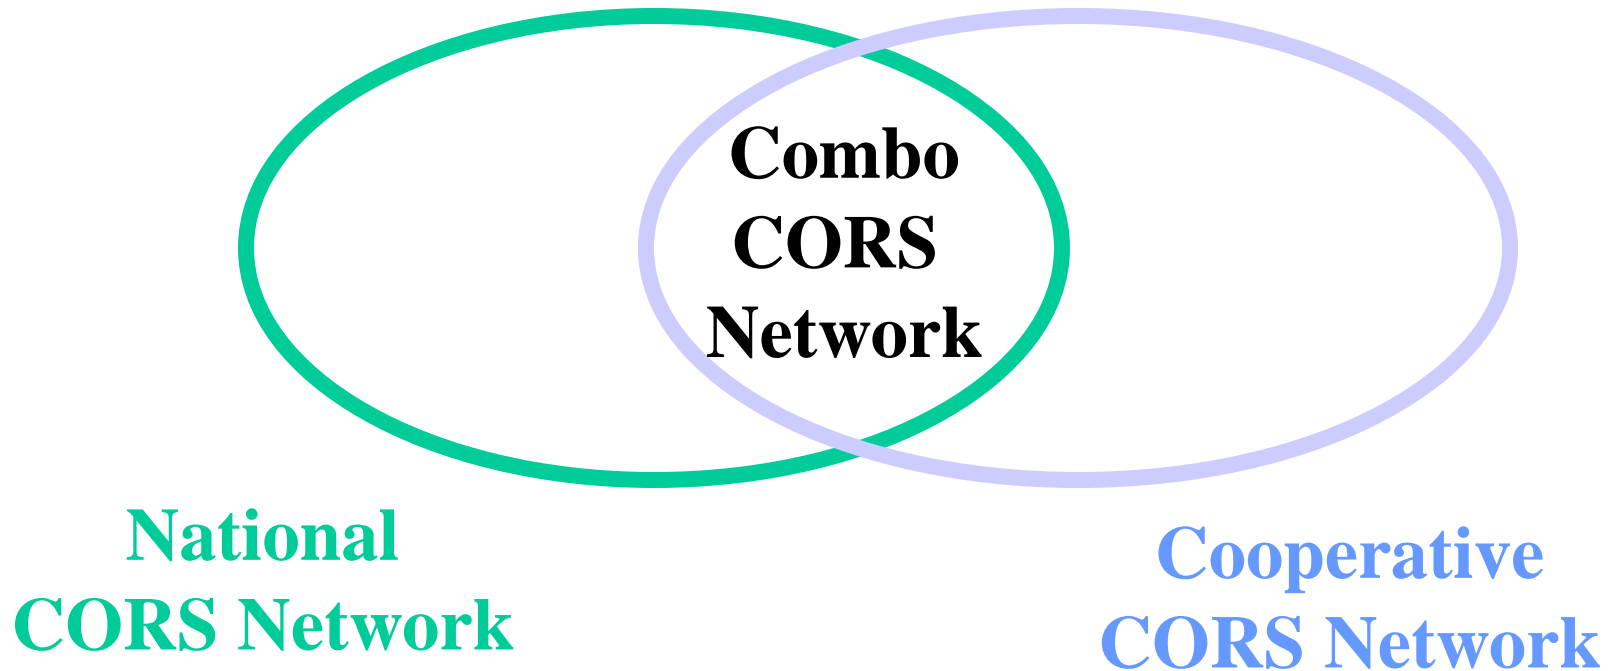 Combo
CORS
Network
National
CORS Network
Cooperative
CORS Network